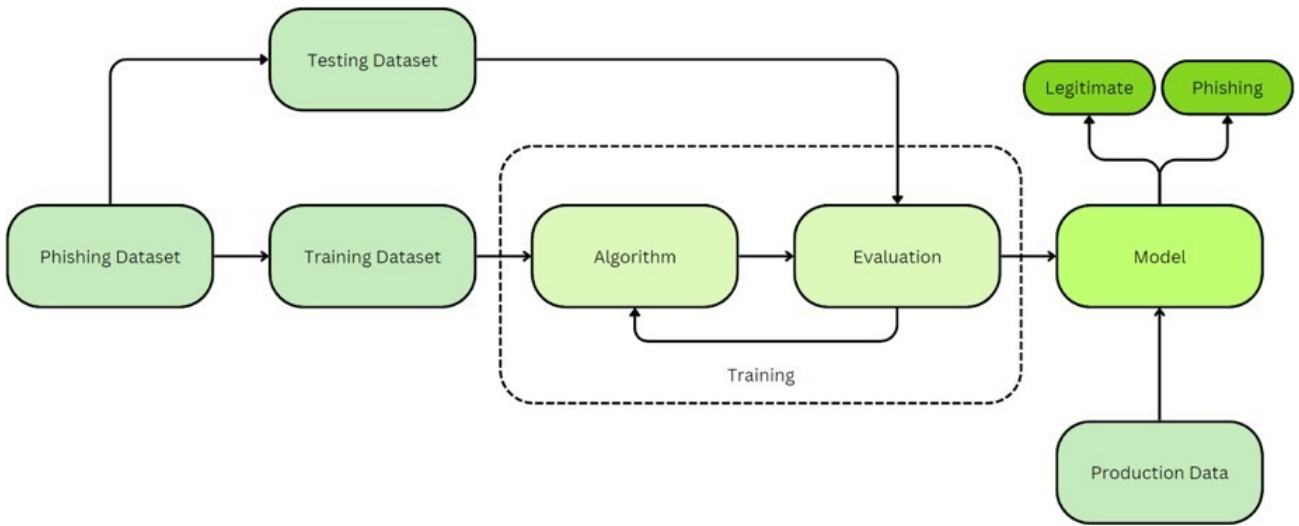 Testing Dataset
Legitimate
Phishing
Phishing Dataset
Training Dataset
Algorithm
Evaluation
Model
Training
Production Data